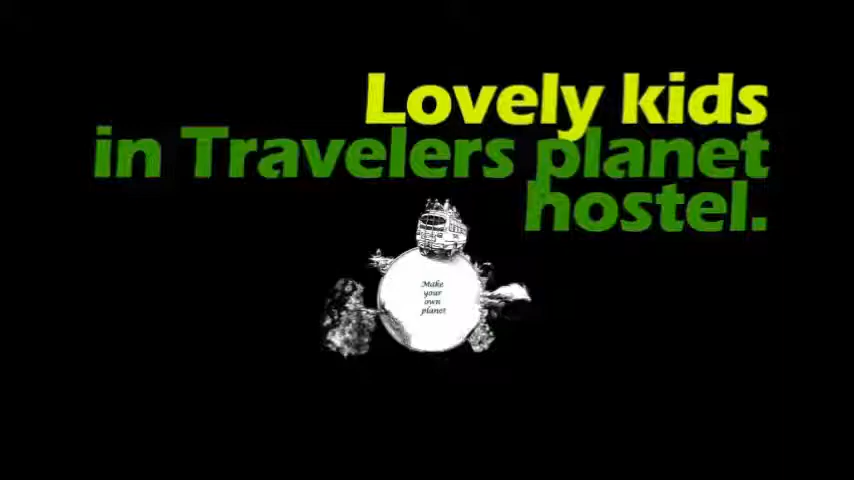 Lovely kids
in Travelers planet
hostel.
Make
your
own
planet